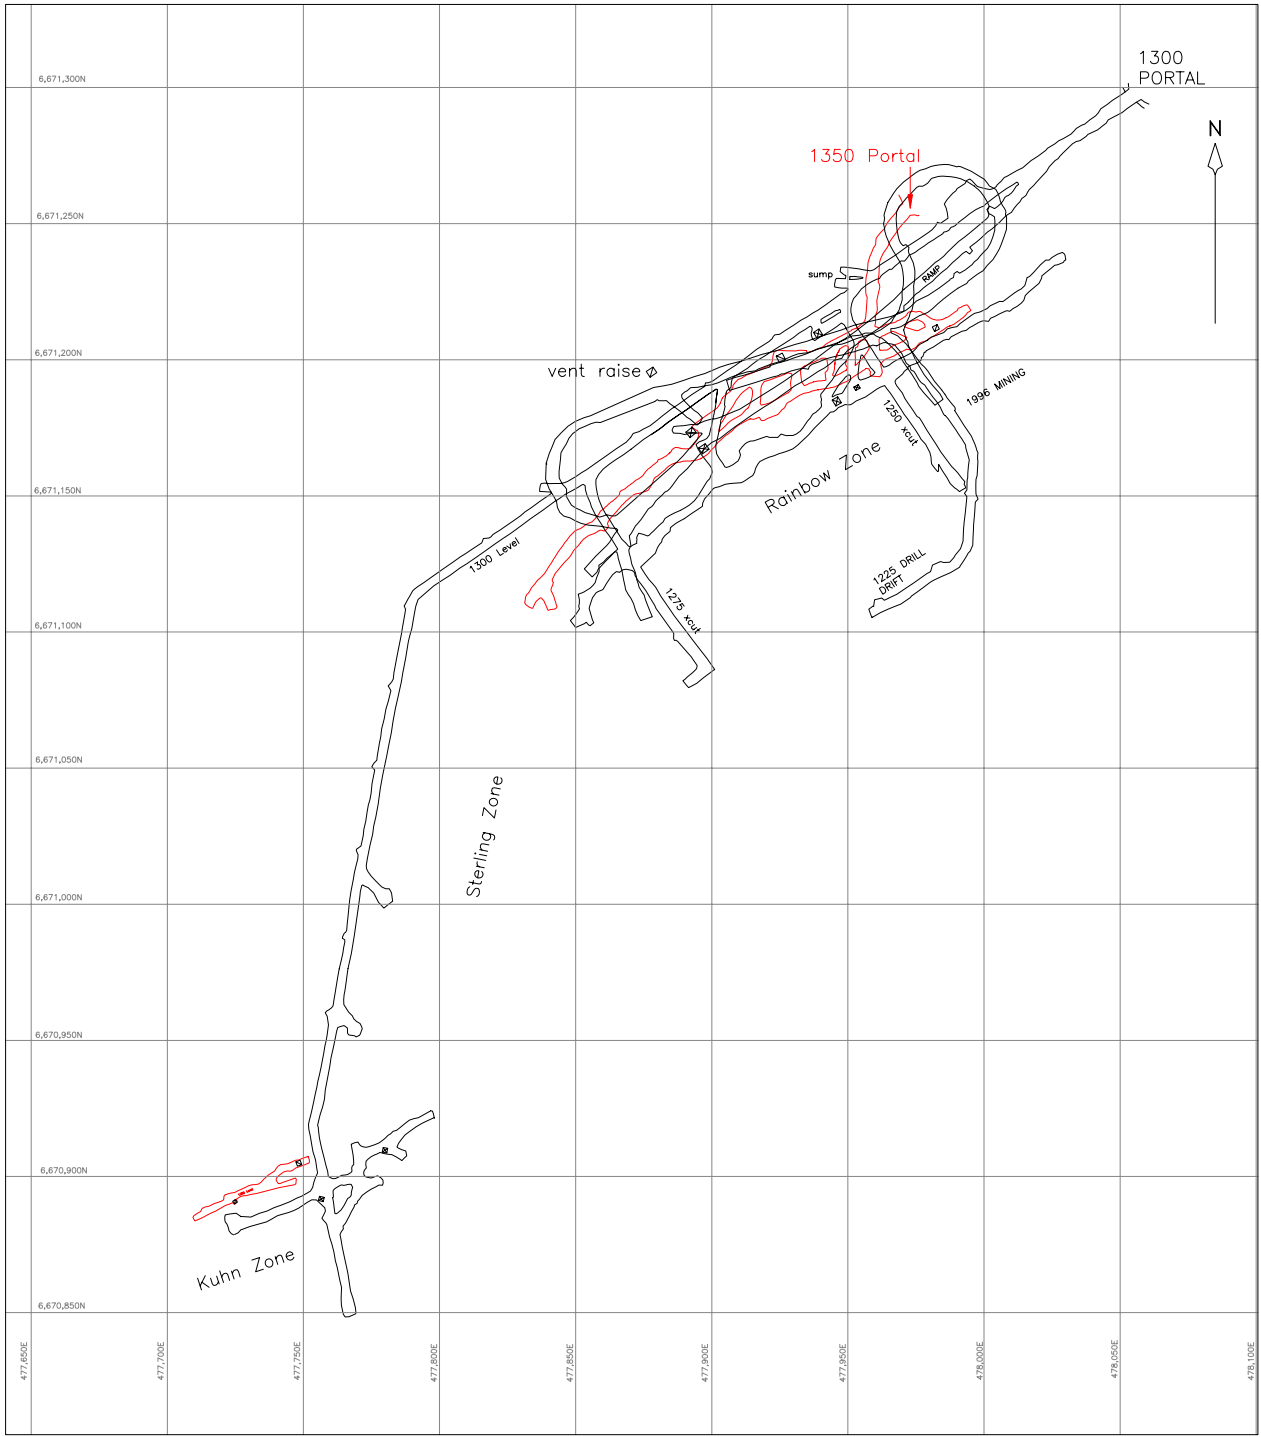 1300
PORTAL
6,671,300N
N
1350 Portal
6,671,250N
sump
RAMP
6,671,200N
vent raise
1996 MINING
1250 xcut
Rainbow Zone
6,671,150N
1300 Level
1225 DRILL
DRIFT
1275 xcut
6,671,100N
6,671,050N
Sterling Zone
6,671,000N
6,670,950N
6,670,900N
Kuhn Zone
6,670,850N
477,650E
477,700E
477,750E
477,800E
477,850E
477,900E
477,950E
478,000E
478,050E
478,100E